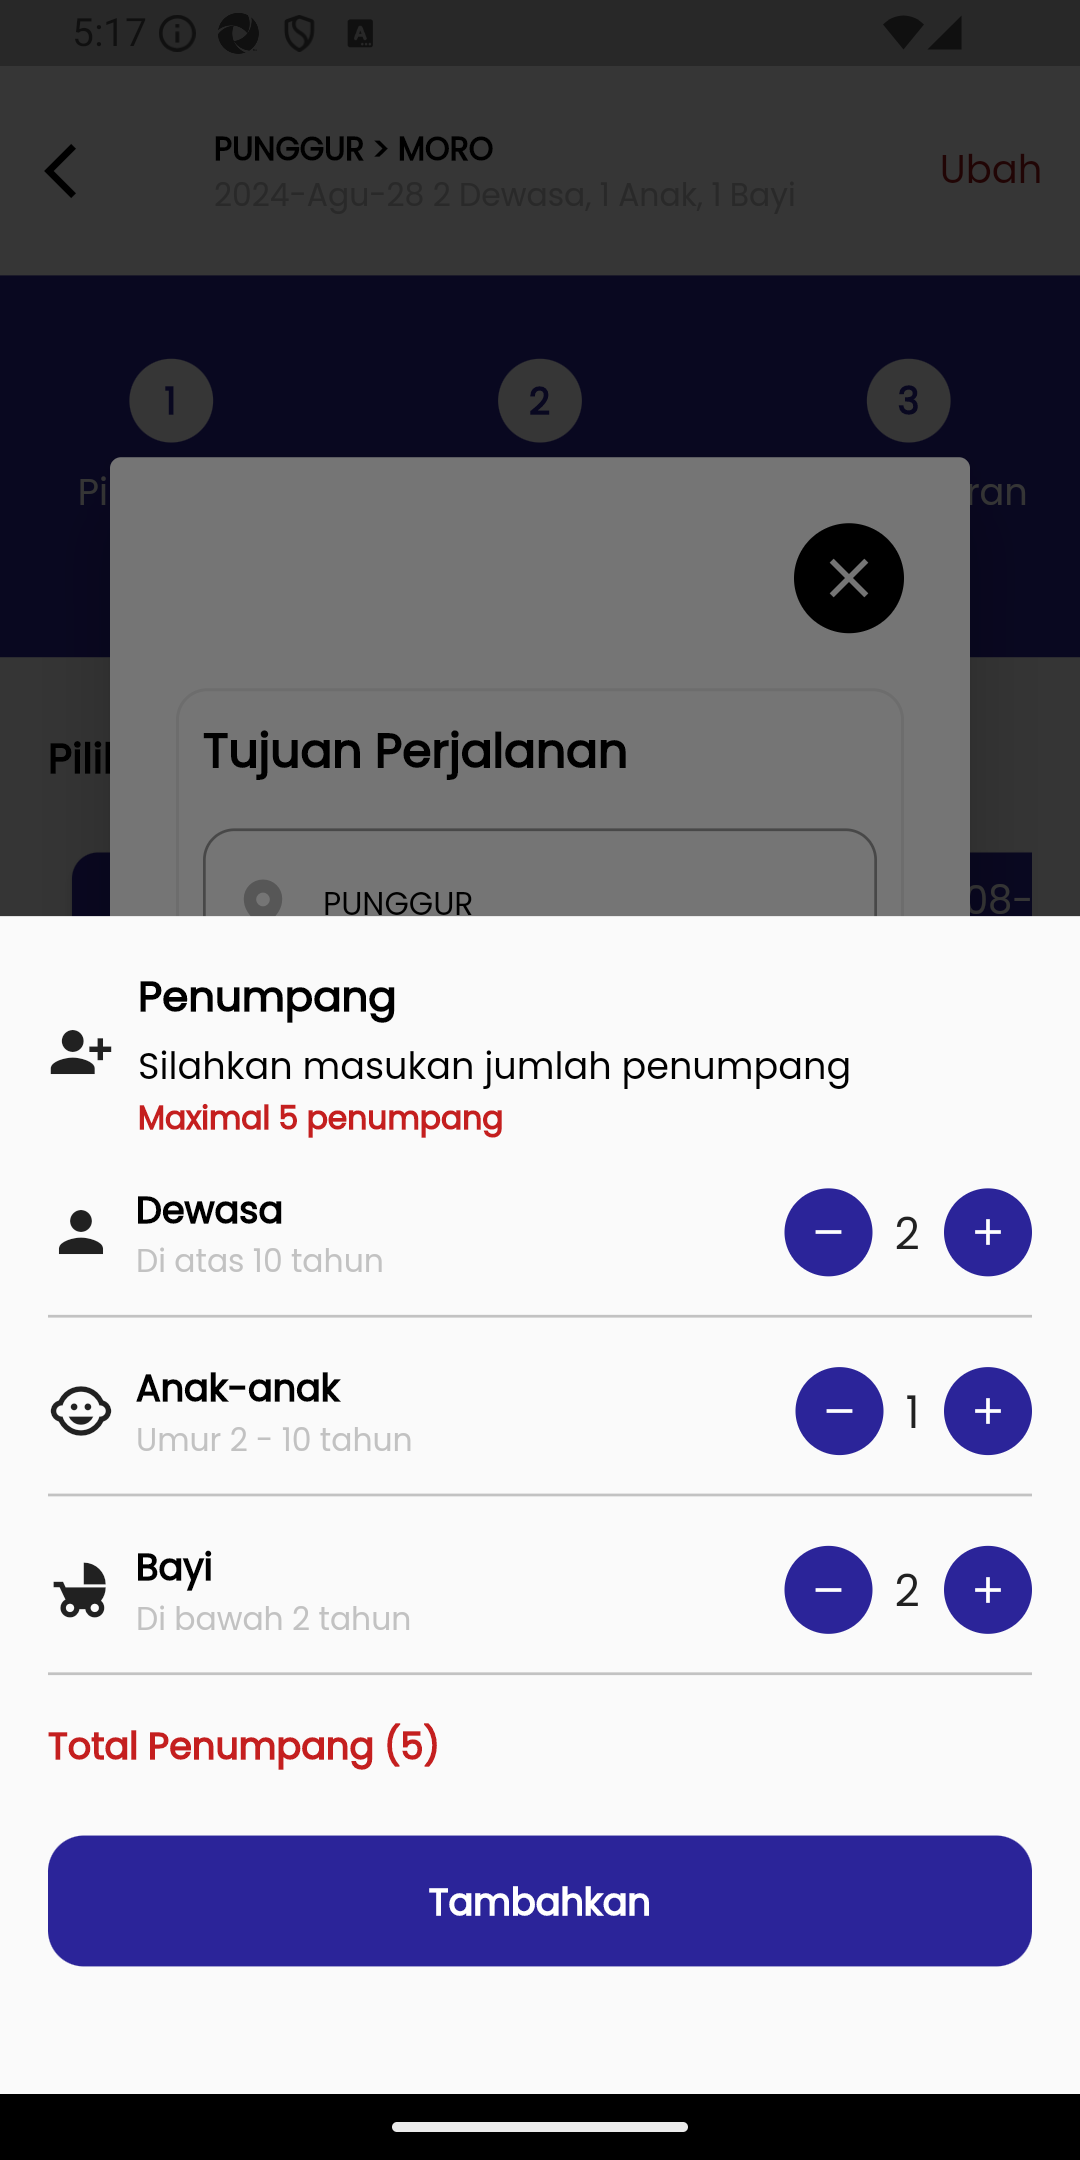 5:17
PUNGGUR > MORO
2024-Agu-28 2 Dewasa, 1 Anak, 1 Bayi
Ubah
1
2
3
Pi
ran
Tujuan Perjalanan
PUNGGUR
08-
Penumpang
Silahkan masukan jumlah penumpang
Maximal 5 penumpang
Dewasa
Di atas 10 tahun
2
Anak-anak
Umur 2 - 10 tahun
1
Bayi
Di bawah 2 tahun
2
Total Penumpang (5)
Tambahkan